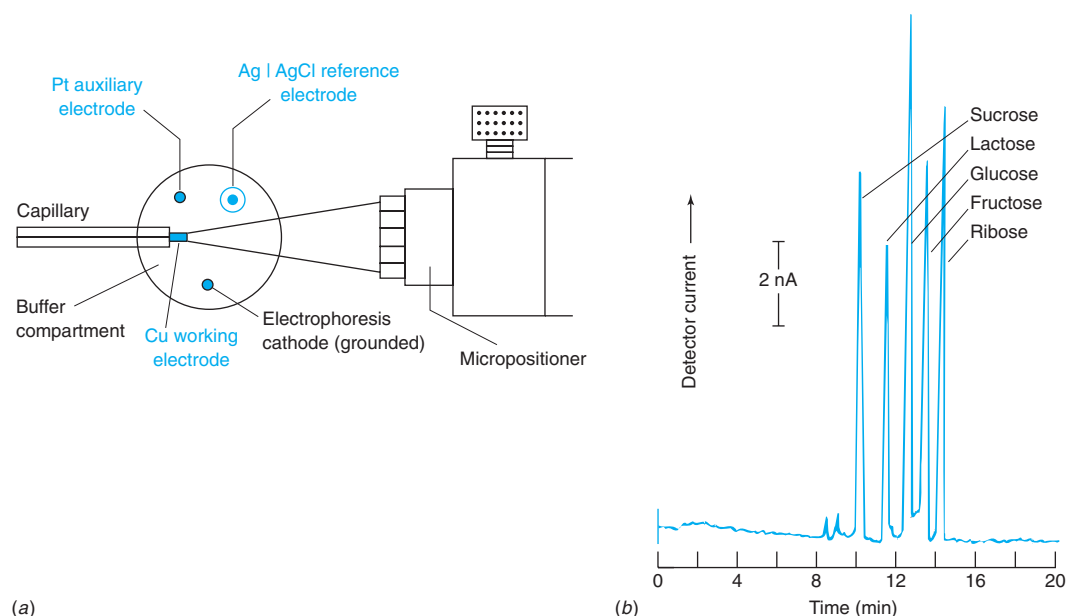 Pt auxiliary
electrode
Ag | AgCl reference
electrode
Capillary
Buffer
compartment
Cu working
electrode
Electrophoresis
cathode (grounded)
Micropositioner
(a)
Detector current
2 nA
Sucrose
Lactose
Glucose
Fructose
Ribose
0 4 8 12 16 20
Time (min)
(b)